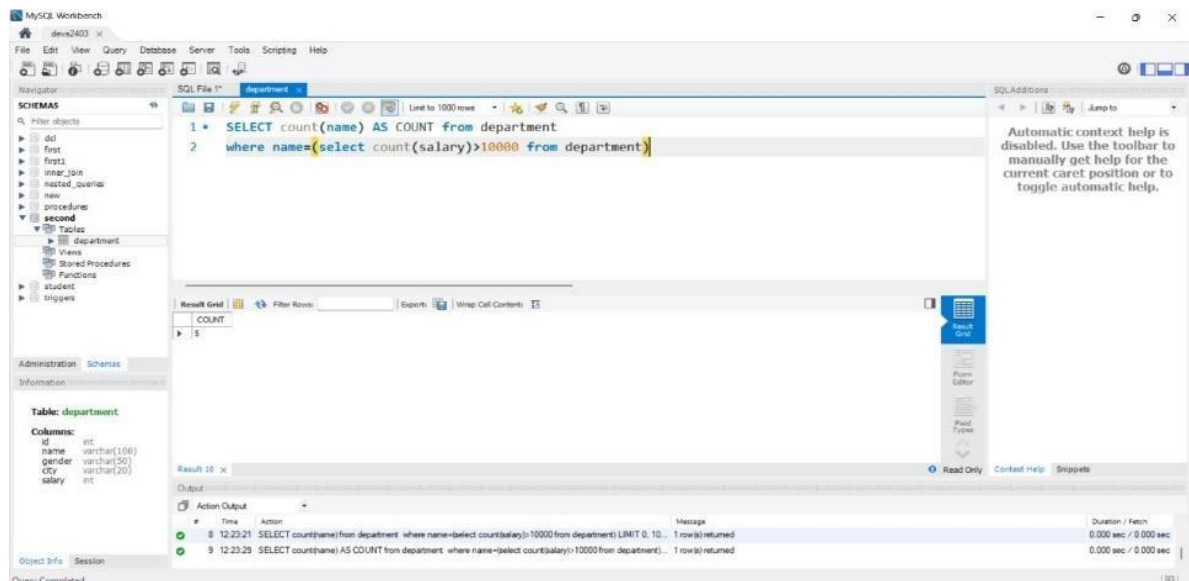 MySQL Workbench
deva2403 ×
File Edit View Query Database Server Tools Scripting Help
Navigator
SCHEMAS
Filter objects
dcl
first
first1
inner_join
nested_queries
new
procedures
second
Tables
department
Views
Stored Procedures
Functions
student
triggers
Administration Schemas
Information
Table: department
Columns:
id int
name varchar(100)
gender varchar(50)
city varchar(20)
salary int
Object Info Session
Query Completed
SQL File 1* department ×
Limit to 1000 rows
1 SELECT count(name) AS COUNT from department
2 where name=(select count(salary)>10000 from department)
Result Grid Filter Rows: Export: Wrap Cell Content:
COUNT
5
Result Grid
Form Editor
Field Types
Result 10 ×
Read Only
Output
Action Output
# Time Action Message Duration / Fetch
8 12:23:21 SELECT count(name) from department where name=(select count(salary)>10000 from department) LIMIT 0, 10... 1 row(s) returned 0.000 sec / 0.000 sec
9 12:23:29 SELECT count(name) AS COUNT from department where name=(select count(salary)>10000 from department)... 1 row(s) returned 0.000 sec / 0.000 sec
SQLAdditions
Jump to
Automatic context help is
disabled. Use the toolbar to
manually get help for the
current caret position or to
toggle automatic help.
Context Help Snippets